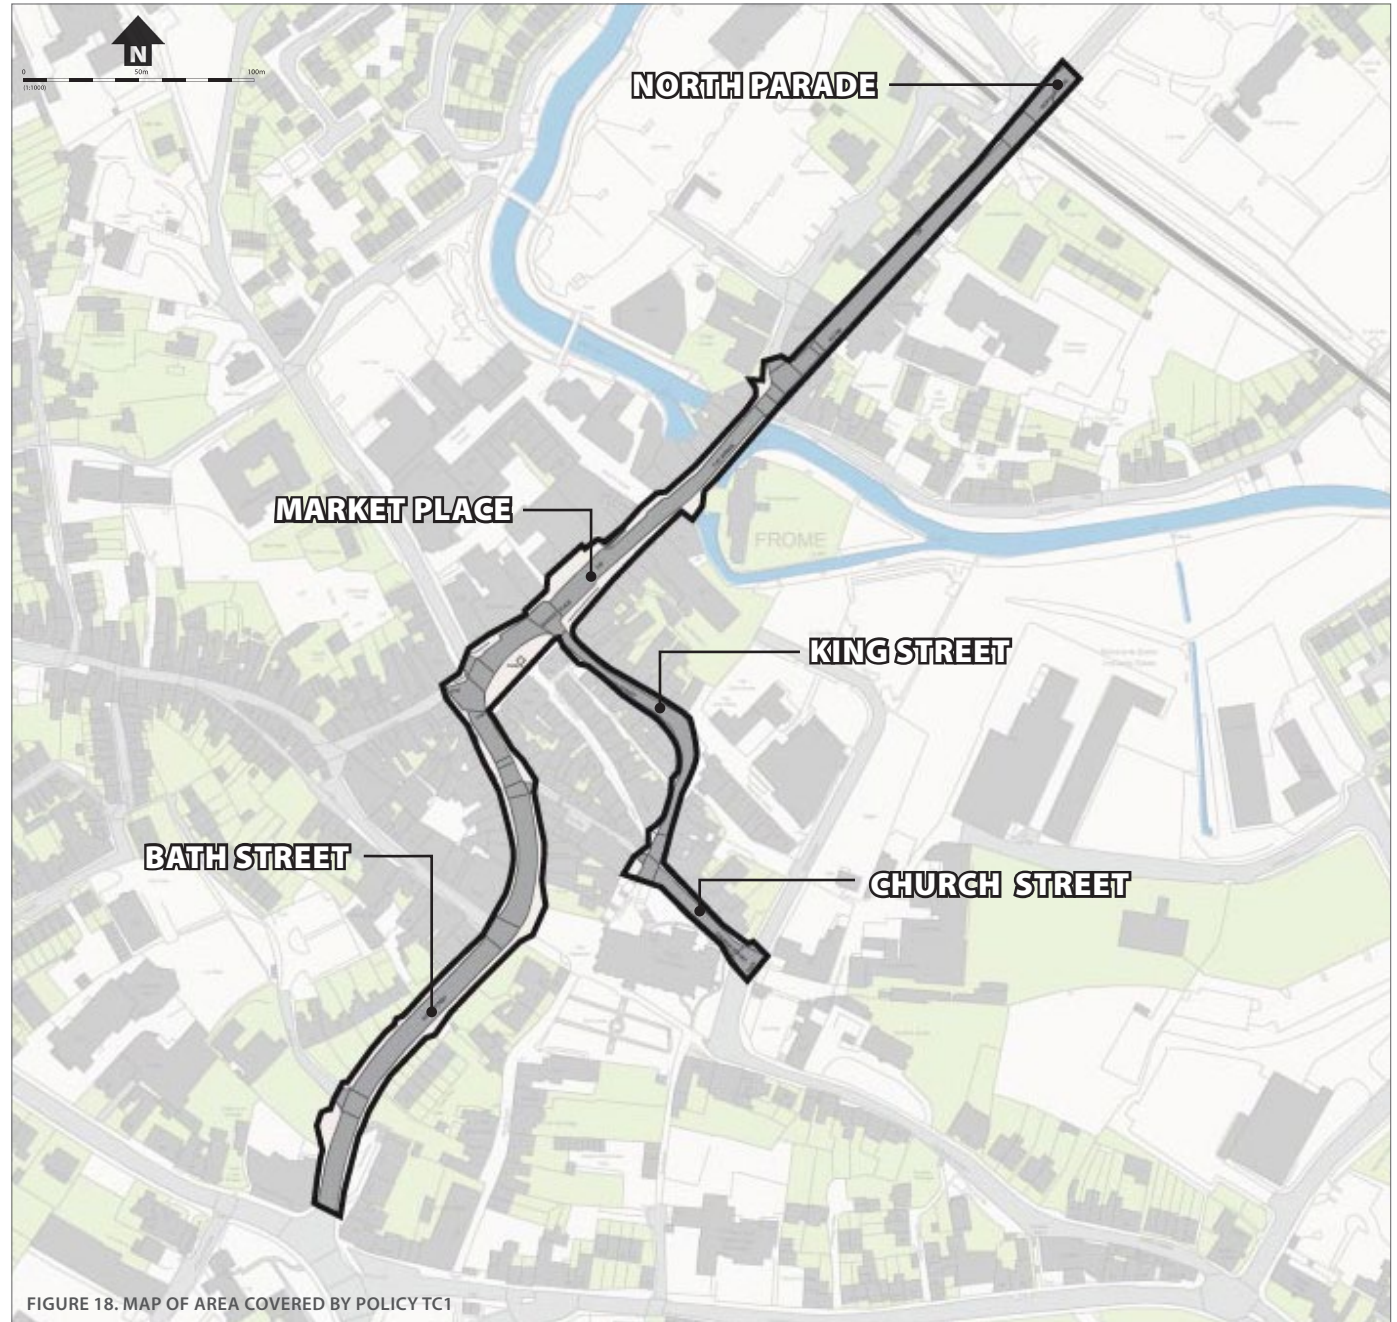 N
0 50m 100m
(1:1000)
NORTH PARADE
MARKET PLACE
FROME
KING STREET
BATH STREET
CHURCH STREET
FIGURE 18. MAP OF AREA COVERED BY POLICY TC1